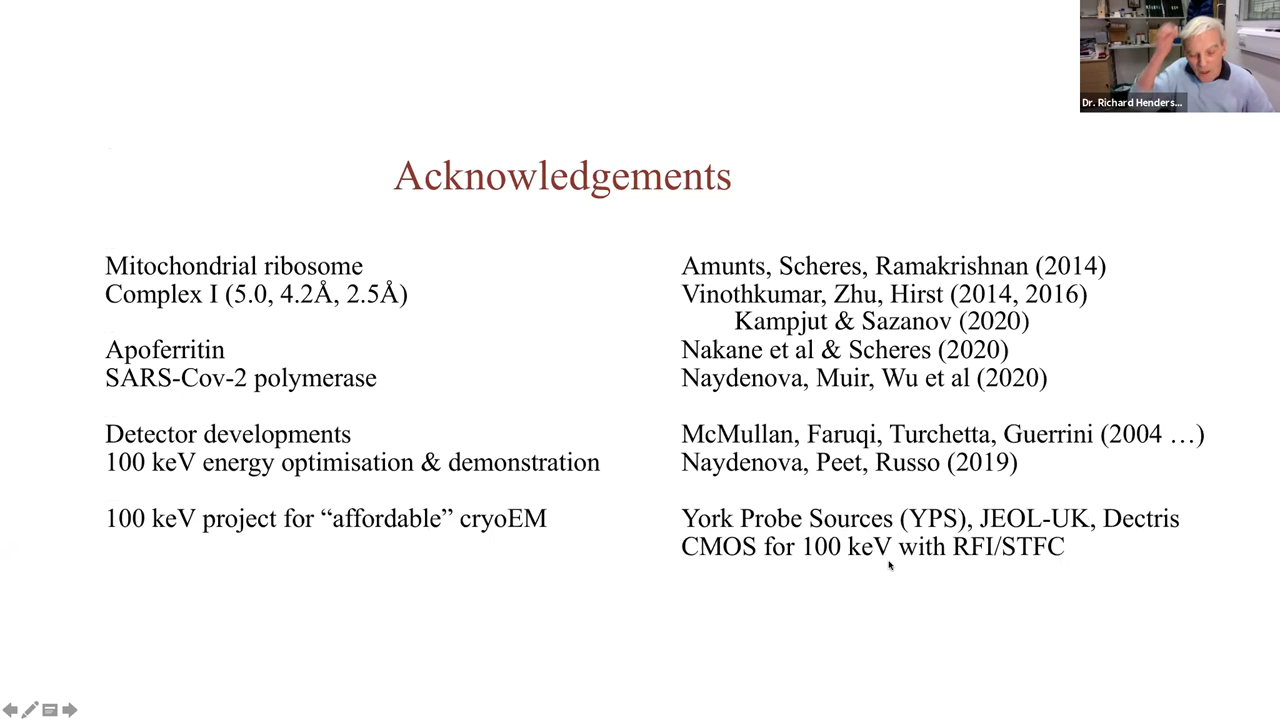 Dr. Richard Henders...
Acknowledgements
Mitochondrial ribosome Amunts, Scheres, Ramakrishnan (2014)
Complex I (5.0, 4.2Å, 2.5Å) Vinothkumar, Zhu, Hirst (2014, 2016)
Kampjut & Sazanov (2020)
Apoferritin Nakane et al & Scheres (2020)
SARS-Cov-2 polymerase Naydenova, Muir, Wu et al (2020)
Detector developments McMullan, Faruqi, Turchetta, Guerrini (2004 …)
100 keV energy optimisation & demonstration Naydenova, Peet, Russo (2019)
100 keV project for “affordable” cryoEM York Probe Sources (YPS), JEOL-UK, Dectris
CMOS for 100 keV with RFI/STFC